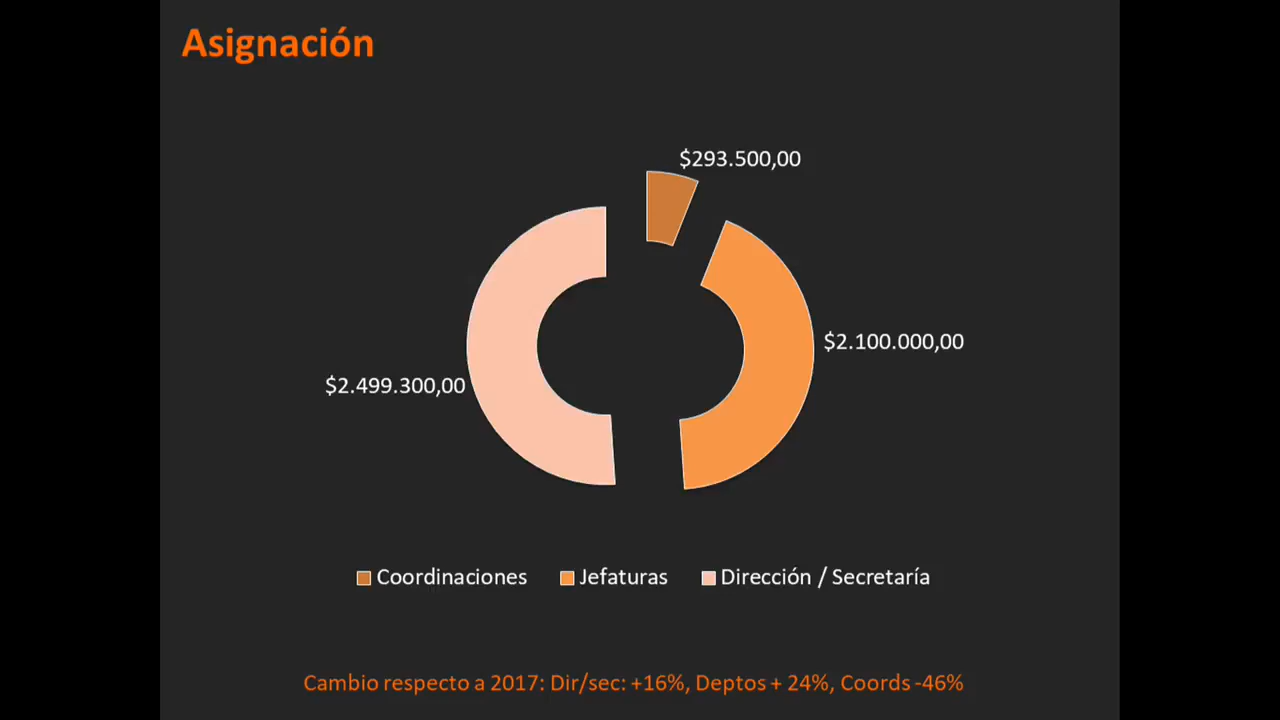 Asignación
$293.500,00
$2.100.000,00
$2.499.300,00
Coordinaciones Jefaturas Dirección / Secretaría
Cambio respecto a 2017: Dir/sec: +16%, Deptos + 24%, Coords -46%